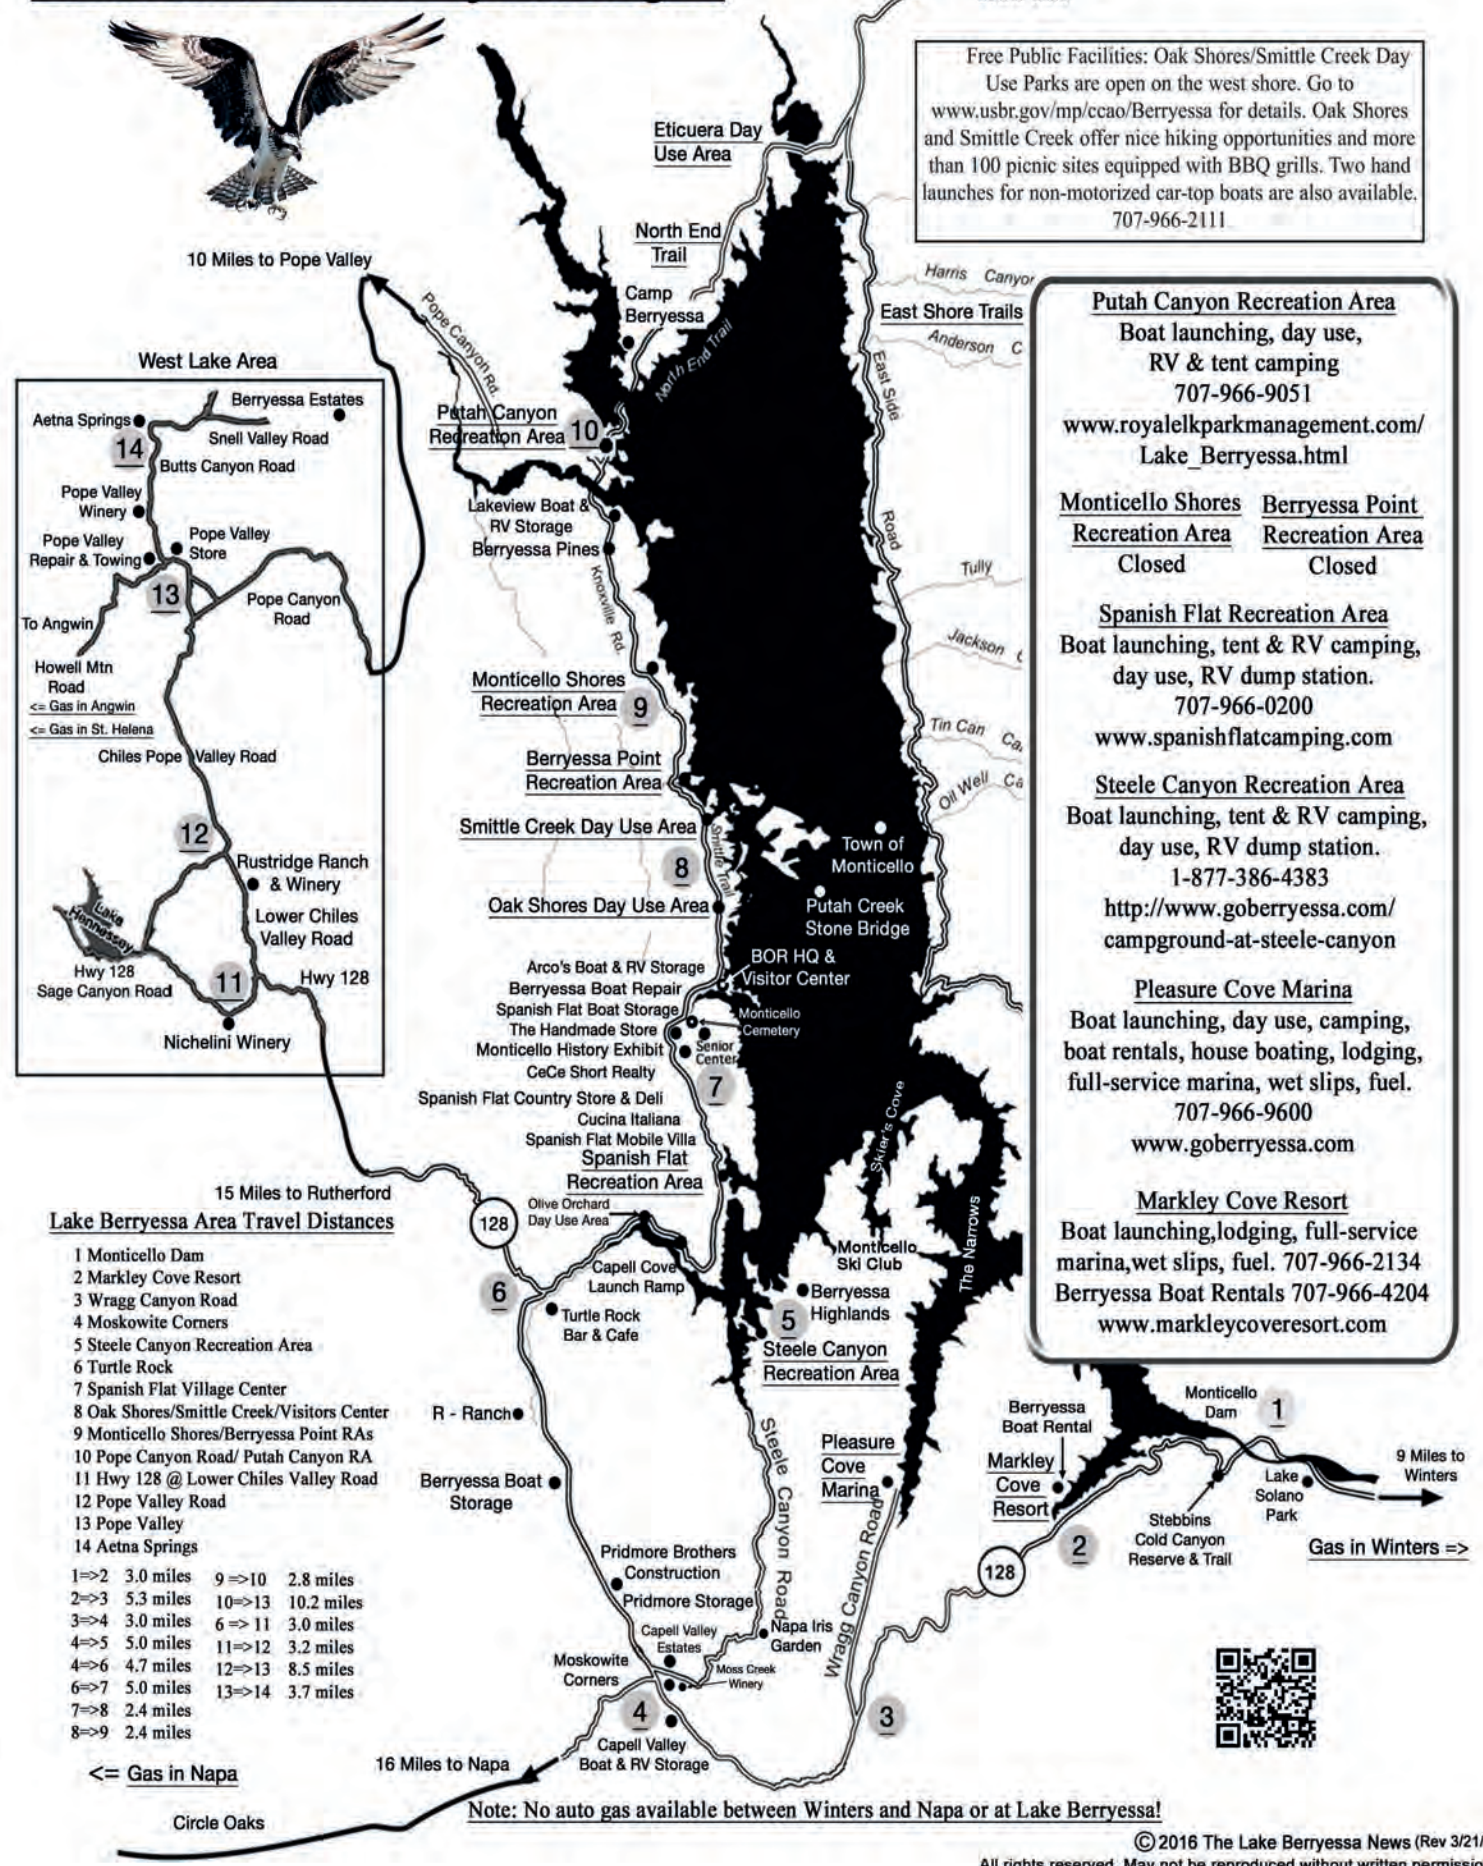 Free Public Facilities: Oak Shores/Smittle Creek Day
Use Parks are open on the west shore. Go to
www.usbr.gov/mp/ccao/Berryessa for details. Oak Shores
and Smittle Creek offer nice hiking opportunities and more
than 100 picnic sites equipped with BBQ grills. Two hand
launches for non-motorized car-top boats are also available.
707-966-2111
Eticuera Day
Use Area
North End
Trail
Camp
Berryessa
North End Trail
10 Miles to Pope Valley
Pope Canyon Rd.
Harris Canyon
East Shore Trails
Anderson C
East Side
Road
Tully
Jackson
Tin Can Ca
Oil Well Ca
West Lake Area
Berryessa Estates
Aetna Springs
14
Snell Valley Road
Butts Canyon Road
Pope Valley
Winery
Pope Valley
Store
Pope Valley
Repair & Towing
13
Pope Canyon
Road
To Angwin
Howell Mtn
Road
<= Gas in Angwin
<= Gas in St. Helena
Chiles Pope Valley Road
12
Rustridge Ranch
& Winery
Lower Chiles
Valley Road
Lake
Hennessey
Hwy 128
Sage Canyon Road
11
Hwy 128
Nichelini Winery
Putah Canyon
Recreation Area
10
Lakeview Boat &
RV Storage
Berryessa Pines
Knoxville Rd.
Monticello Shores
Recreation Area
9
Berryessa Point
Recreation Area
Smittle Creek Day Use Area
Smittle Trail
8
Oak Shores Day Use Area
Town of
Monticello
Putah Creek
Stone Bridge
BOR HQ &
Visitor Center
Arco's Boat & RV Storage
Berryessa Boat Repair
Spanish Flat Boat Storage
The Handmade Store
Monticello History Exhibit
CeCe Short Realty
Monticello
Cemetery
Senior
Center
7
Spanish Flat Country Store & Deli
Cucina Italiana
Spanish Flat Mobile Villa
Spanish Flat
Recreation Area
Olive Orchard
Day Use Area
128
6
Capell Cove
Launch Ramp
Turtle Rock
Bar & Cafe
Skier's Cove
The Narrows
Monticello
Ski Club
Berryessa
Highlands
5
Steele Canyon
Recreation Area
R - Ranch
Berryessa Boat
Storage
Steele Canyon Road
Pleasure
Cove
Marina
Wragg Canyon Road
Pridmore Brothers
Construction
Pridmore Storage
Capell Valley
Estates
Napa Iris
Garden
Moskowite
Corners
Moss Creek
Winery
4
Capell Valley
Boat & RV Storage
3
Putah Canyon Recreation Area
Boat launching, day use,
RV & tent camping
707-966-9051
www.royalelkparkmanagement.com/
Lake_Berryessa.html
Monticello Shores
Recreation Area
Closed
Berryessa Point
Recreation Area
Closed
Spanish Flat Recreation Area
Boat launching, tent & RV camping,
day use, RV dump station.
707-966-0200
www.spanishflatcamping.com
Steele Canyon Recreation Area
Boat launching, tent & RV camping,
day use, RV dump station.
1-877-386-4383
http://www.goberryessa.com/
campground-at-steele-canyon
Pleasure Cove Marina
Boat launching, day use, camping,
boat rentals, house boating, lodging,
full-service marina, wet slips, fuel.
707-966-9600
www.goberryessa.com
Markley Cove Resort
Boat launching,lodging, full-service
marina,wet slips, fuel. 707-966-2134
Berryessa Boat Rentals 707-966-4204
www.markleycoveresort.com
Berryessa
Boat Rental
Markley
Cove
Resort
2
Monticello
Dam
1
Lake
Solano
Park
9 Miles to
Winters
Stebbins
Cold Canyon
Reserve & Trail
Gas in Winters =>
128
15 Miles to Rutherford
Lake Berryessa Area Travel Distances
1 Monticello Dam
2 Markley Cove Resort
3 Wragg Canyon Road
4 Moskowite Corners
5 Steele Canyon Recreation Area
6 Turtle Rock
7 Spanish Flat Village Center
8 Oak Shores/Smittle Creek/Visitors Center
9 Monticello Shores/Berryessa Point RAs
10 Pope Canyon Road/ Putah Canyon RA
11 Hwy 128 @ Lower Chiles Valley Road
12 Pope Valley Road
13 Pope Valley
14 Aetna Springs
1=>2 3.0 miles 9 =>10 2.8 miles
2=>3 5.3 miles 10=>13 10.2 miles
3=>4 3.0 miles 6 => 11 3.0 miles
4=>5 5.0 miles 11=>12 3.2 miles
4=>6 4.7 miles 12=>13 8.5 miles
6=>7 5.0 miles 13=>14 3.7 miles
7=>8 2.4 miles
8=>9 2.4 miles
<= Gas in Napa
16 Miles to Napa
Circle Oaks
Note: No auto gas available between Winters and Napa or at Lake Berryessa!
© 2016 The Lake Berryessa News (Rev 3/21/
All rights reserved. May not be reproduced without written permissio